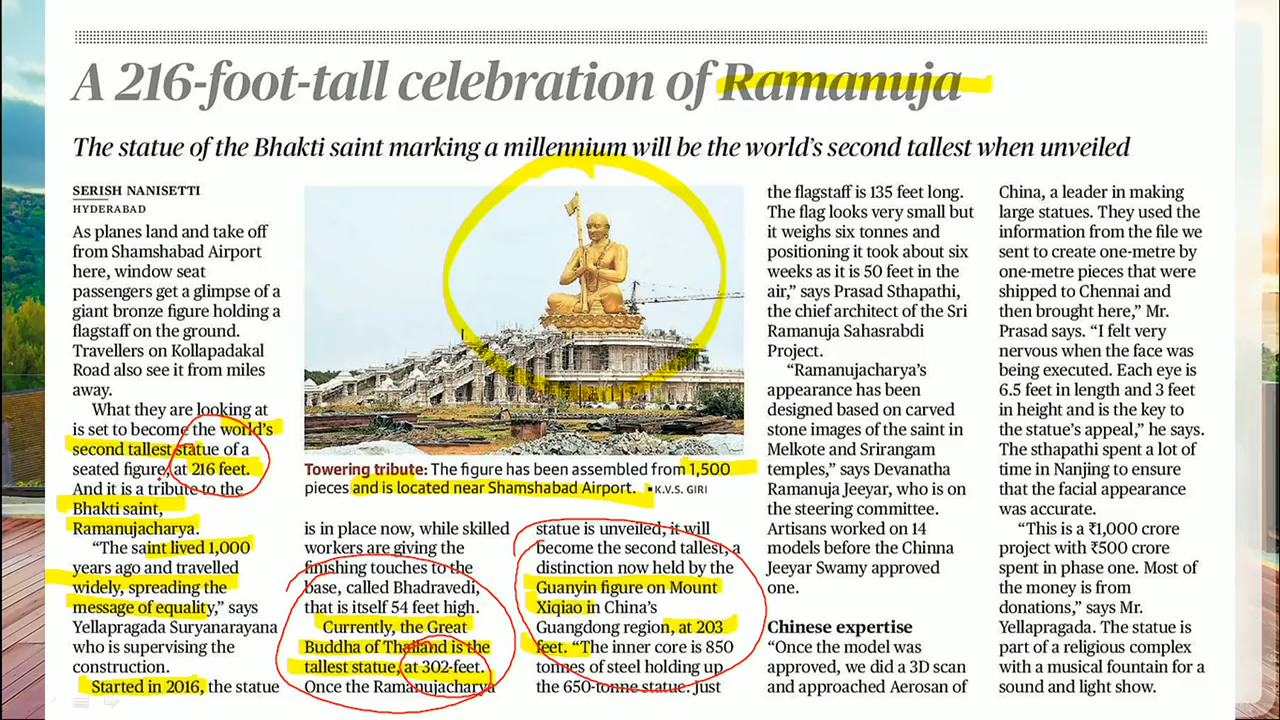 A 216-foot-tall celebration of Ramanuja
The statue of the Bhakti saint marking a millennium will be the world's second tallest when unveiled
SERISH NANISETTI
HYDERABAD
As planes land and take off
from Shamshabad Airport
here, window seat
passengers get a glimpse of a
giant bronze figure holding a
flagstaff on the ground.
Travellers on Kollapadakal
Road also see it from miles
away.
What they are looking at
is set to become the world's
second tallest statue of a
seated figure, at 216 feet.
And it is a tribute to the
Bhakti saint,
Ramanujacharya.
“The saint lived 1,000
years ago and travelled
widely, spreading the
message of equality,” says
Yellapragada Suryanarayana
who is supervising the
construction.
Started in 2016, the statue
Towering tribute: The figure has been assembled from 1,500
pieces and is located near Shamshabad Airport. ▪ K.V.S. GIRI
is in place now, while skilled
workers are giving the
finishing touches to the
base, called Bhadravedi,
that is itself 54 feet high.
Currently, the Great
Buddha of Thailand is the
tallest statue, at 302-feet.
Once the Ramanujacharya
statue is unveiled, it will
become the second tallest, a
distinction now held by the
Guanyin figure on Mount
Xiqiao in China's
Guangdong region, at 203
feet. “The inner core is 850
tonnes of steel holding up
the 650-tonne statue. Just
the flagstaff is 135 feet long.
The flag looks very small but
it weighs six tonnes and
positioning it took about six
weeks as it is 50 feet in the
air,” says Prasad Sthapathi,
the chief architect of the Sri
Ramanuja Sahasrabdi
Project.
“Ramanujacharya's
appearance has been
designed based on carved
stone images of the saint in
Melkote and Srirangam
temples,” says Devanatha
Ramanuja Jeeyar, who is on
the steering committee.
Artisans worked on 14
models before the Chinna
Jeeyar Swamy approved
one.
Chinese expertise
“Once the model was
approved, we did a 3D scan
and approached Aerosan of
China, a leader in making
large statues. They used the
information from the file we
sent to create one-metre by
one-metre pieces that were
shipped to Chennai and
then brought here,” Mr.
Prasad says. “I felt very
nervous when the face was
being executed. Each eye is
6.5 feet in length and 3 feet
in height and is the key to
the statue's appeal,” he says.
The sthapathi spent a lot of
time in Nanjing to ensure
that the facial appearance
was accurate.
“This is a ₹1,000 crore
project with ₹500 crore
spent in phase one. Most of
the money is from
donations,” says Mr.
Yellapragada. The statue is
part of a religious complex
with a musical fountain for a
sound and light show.